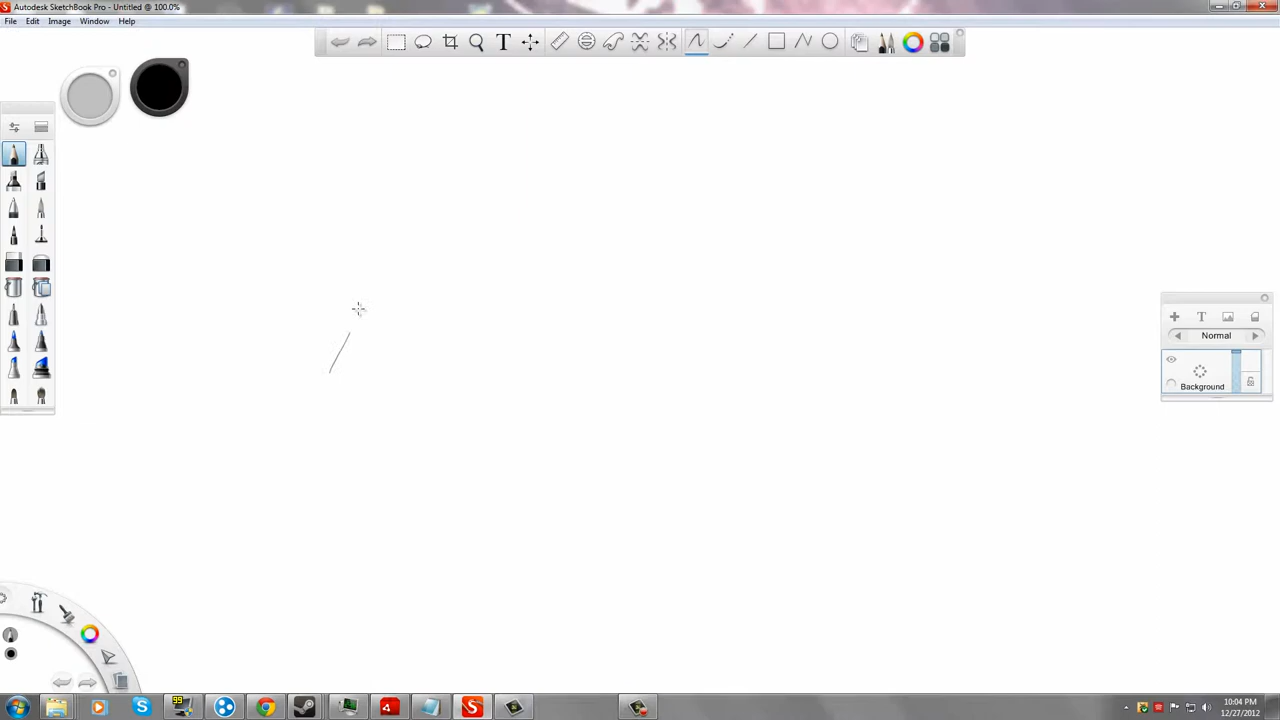 Autodesk SketchBook Pro - Untitled @ 100.0%
File Edit Image Window Help
T
T
Normal
Background
99
10:04 PM
12/27/2012